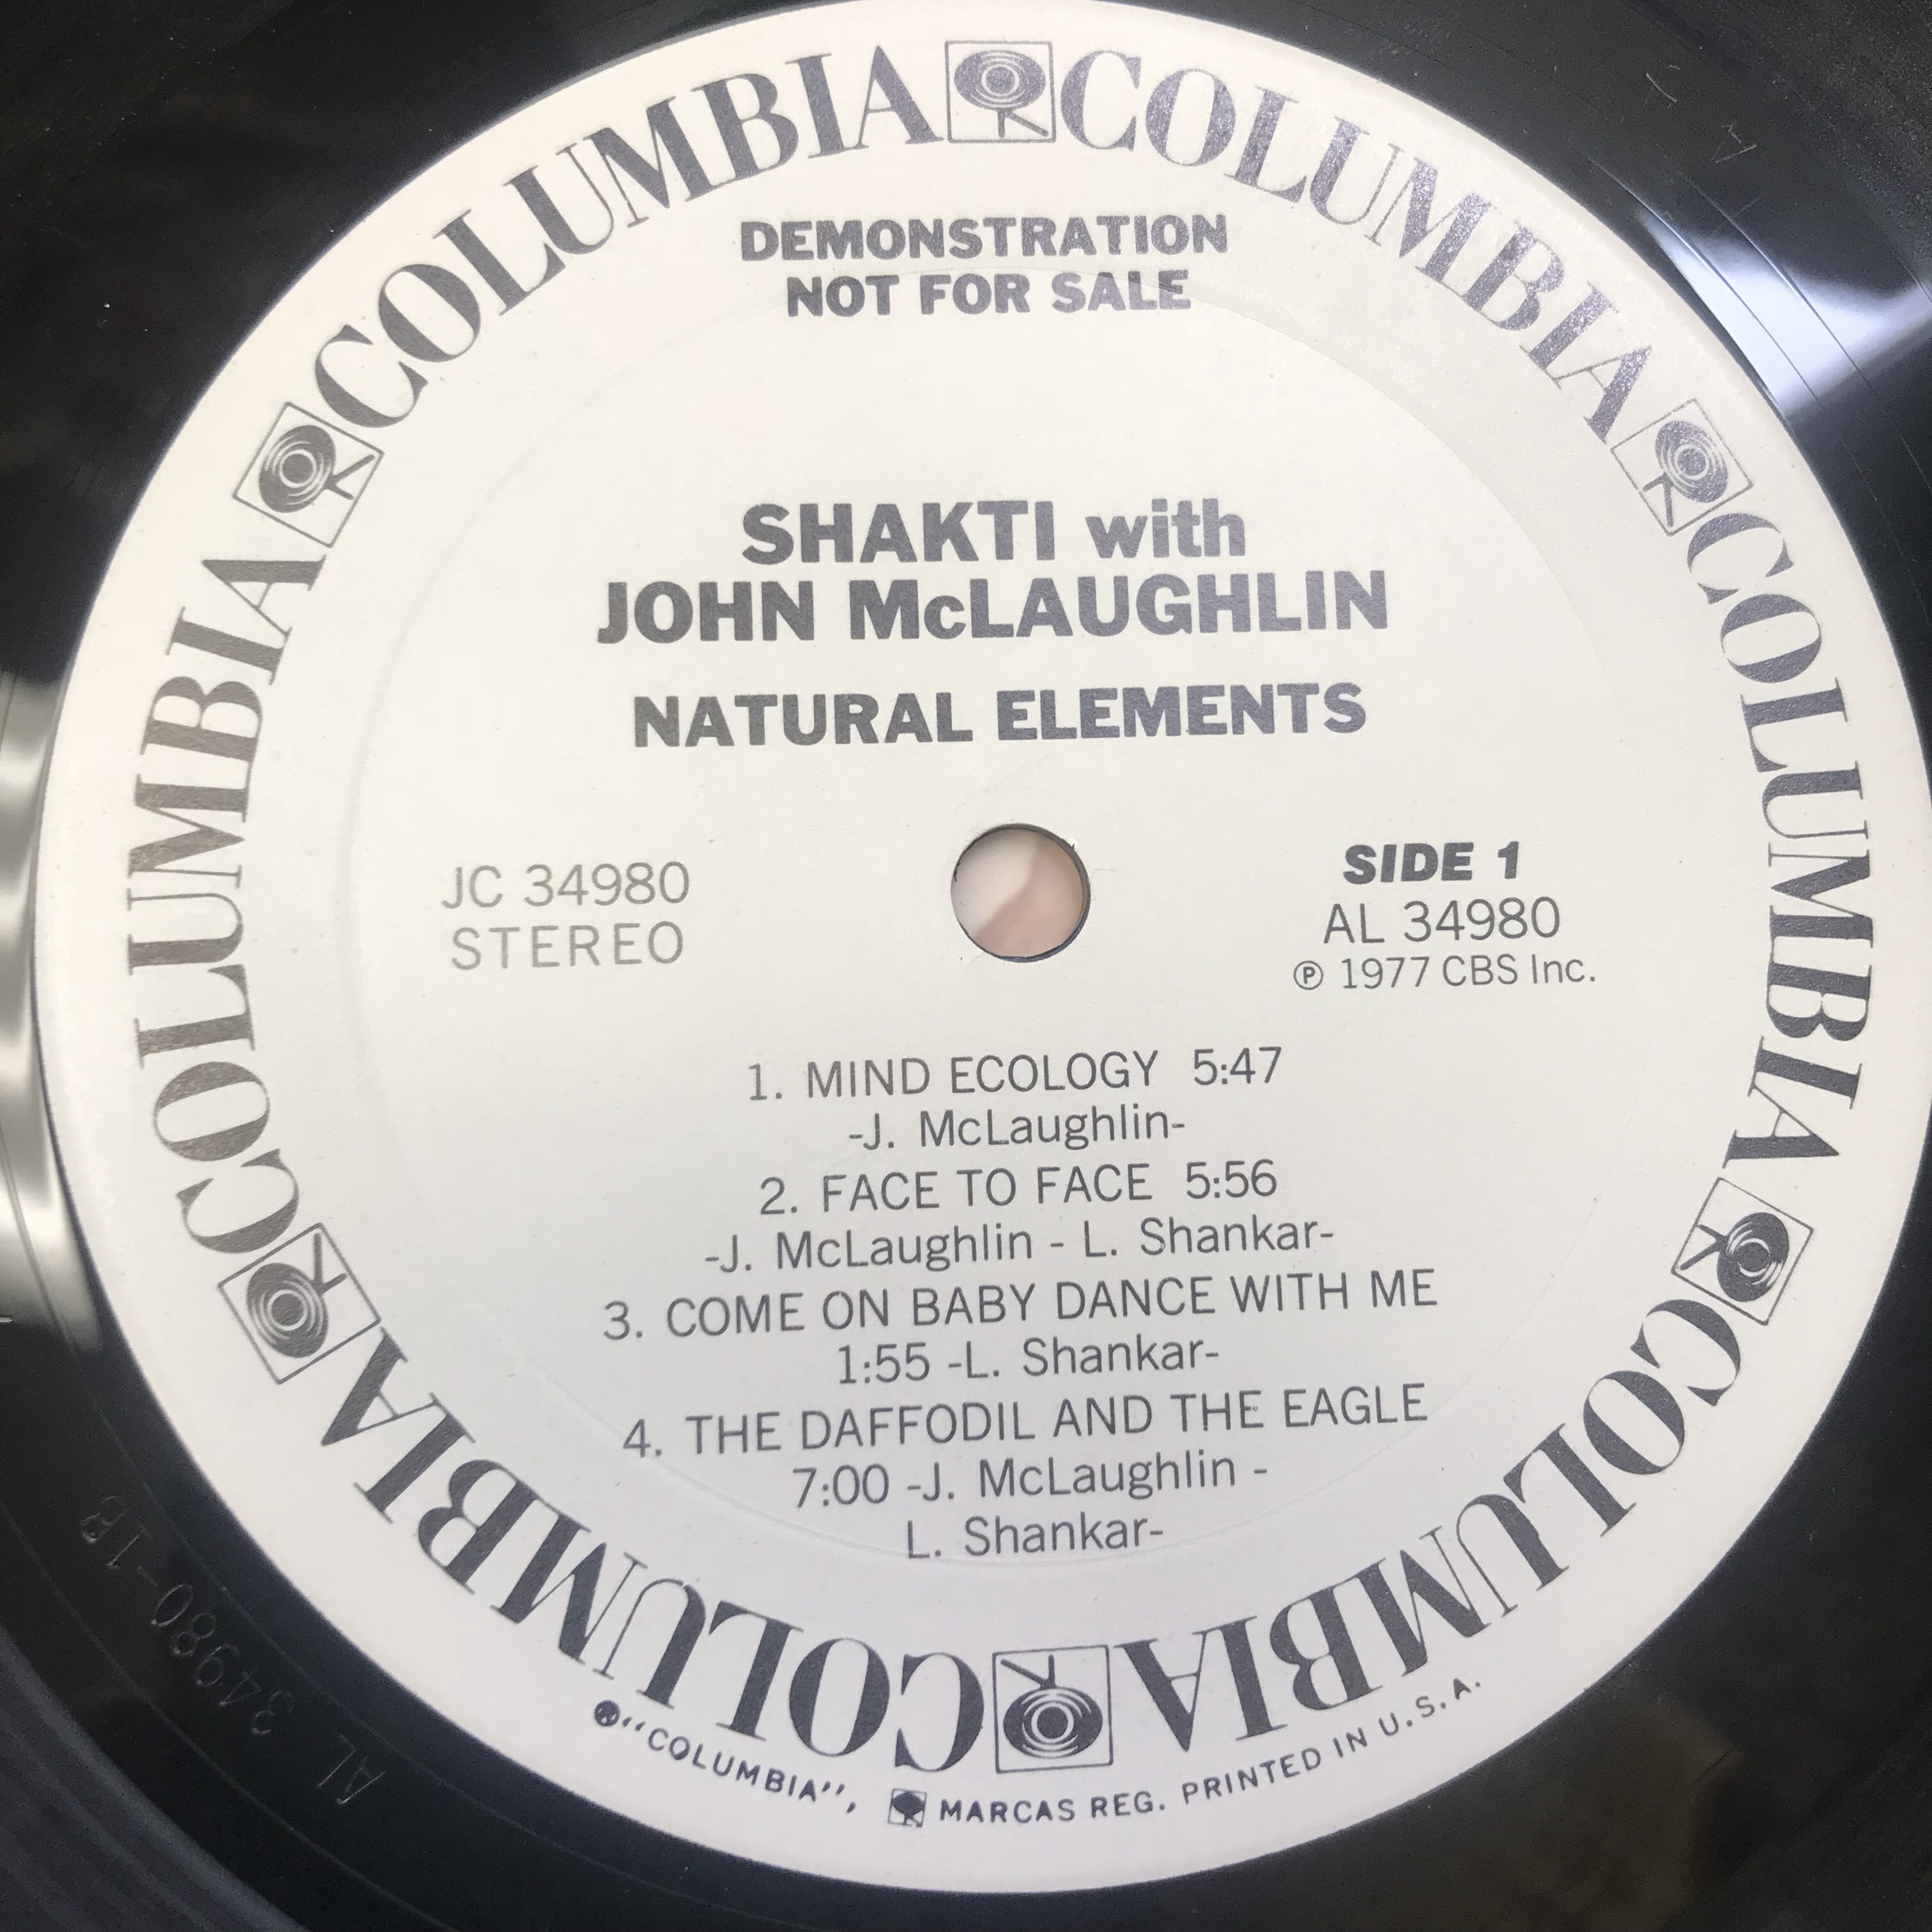 COLUMBIA COLUMBIA COLUMBIA COLUMBIA COLUMBIA COLUMBIA
DEMONSTRATION
NOT FOR SALE
SHAKTI with
JOHN McLAUGHLIN
NATURAL ELEMENTS
JC 34980
STEREO
SIDE 1
AL 34980
℗ 1977 CBS Inc.
1. MIND ECOLOGY 5:47
-J. McLaughlin-
2. FACE TO FACE 5:56
-J. McLaughlin - L. Shankar-
3. COME ON BABY DANCE WITH ME
1:55 -L. Shankar-
4. THE DAFFODIL AND THE EAGLE
7:00 -J. McLaughlin -
L. Shankar-
"COLUMBIA", MARCAS REG. PRINTED IN U.S.A.
AL 34980-1B
A